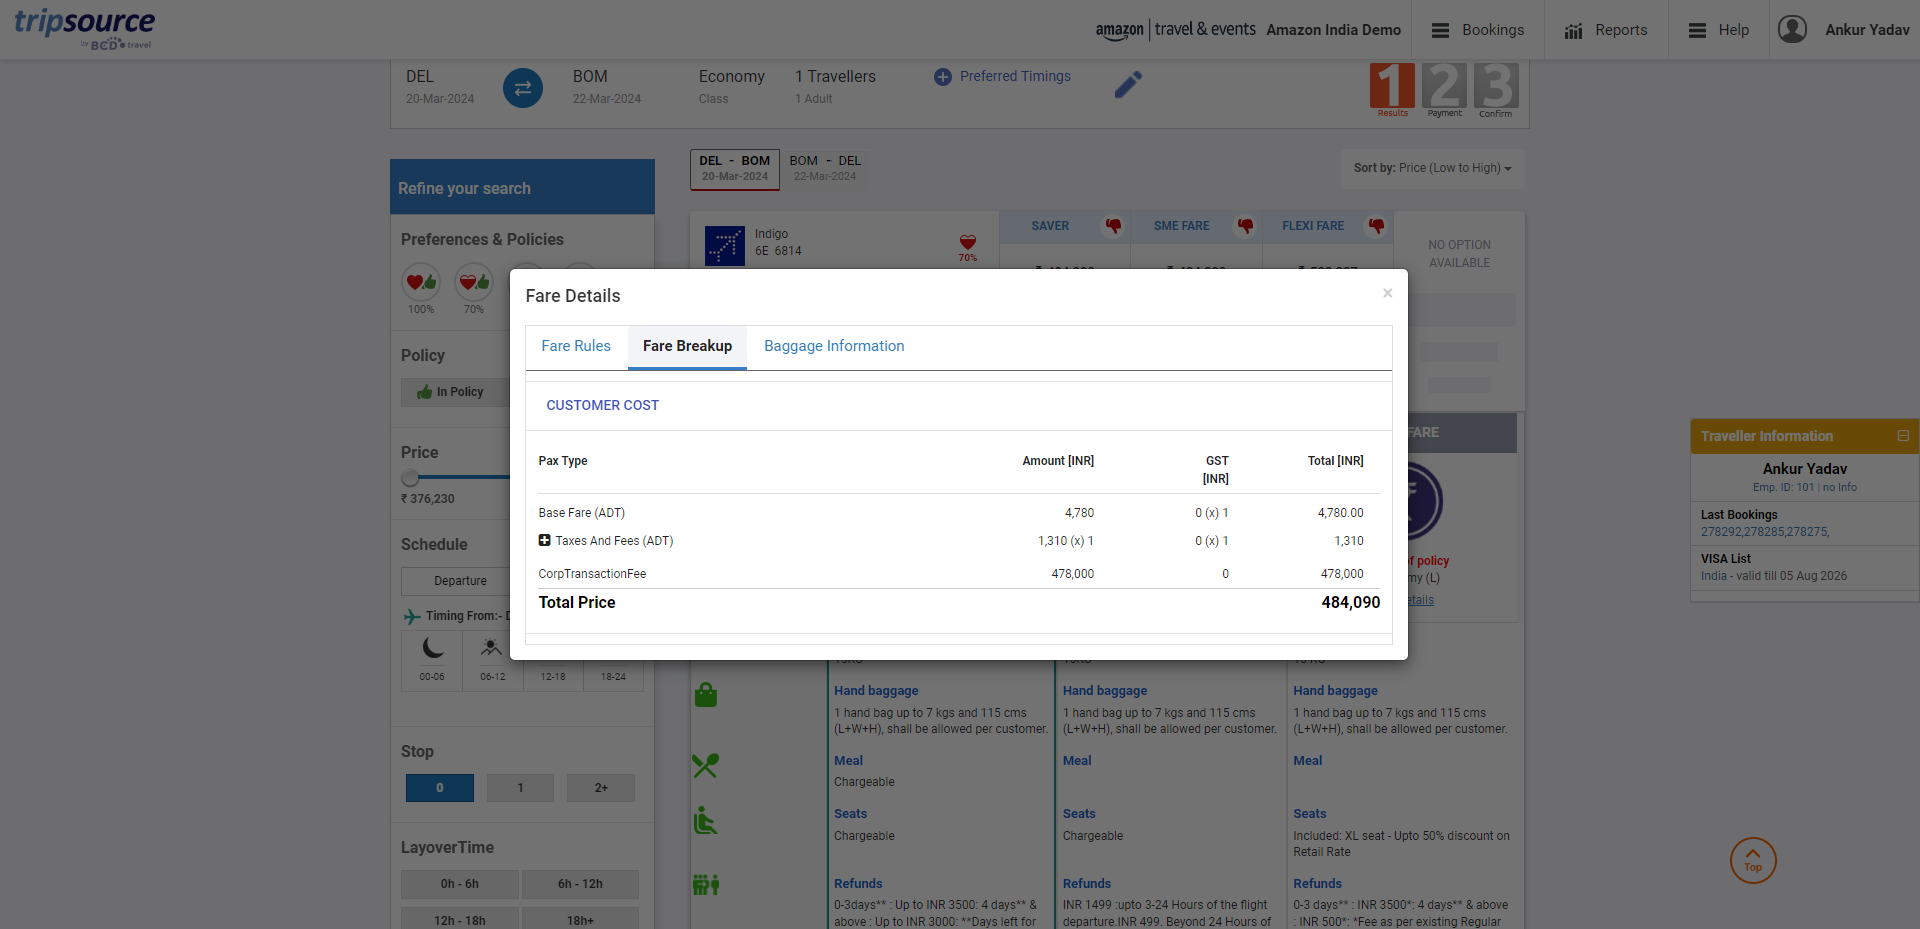 tripsource
by BCD travel
amazon | travel & events Amazon India Demo
Bookings
Reports
Help
Ankur Yadav
DEL
20-Mar-2024
BOM
22-Mar-2024
Economy
Class
1 Travellers
1 Adult
Preferred Timings
1 Results
2 Payment
3 Confirm
DEL - BOM
20-Mar-2024
BOM - DEL
22-Mar-2024
Sort by: Price (Low to High)
Refine your search
Preferences & Policies
100%
70%
Policy
In Policy
Price
₹ 376,230
Schedule
Departure
Timing From:-
00-06
06-12
12-18
18-24
Stop
0
1
2+
LayoverTime
0h - 6h
6h - 12h
12h - 18h
18h+
Indigo
6E 6814
70%
SAVER
SME FARE
FLEXI FARE
NO OPTION
AVAILABLE
Fare Details
×
Fare Rules
Fare Breakup
Baggage Information
CUSTOMER COST
Pax Type
Amount [INR]
GST
[INR]
Total [INR]
Base Fare (ADT) 4,780 0 (x) 1 4,780.00
Taxes And Fees (ADT) 1,310 (x) 1 0 (x) 1 1,310
CorpTransactionFee 478,000 0 478,000
Total Price 484,090
FARE
policy
(L)
Hand baggage
1 hand bag up to 7 kgs and 115 cms
(L+W+H), shall be allowed per customer.
Meal
Chargeable
Seats
Chargeable
Refunds
0-3days** : Up to INR 3500: 4 days** &
above : Up to INR 3000: **Days left for
Hand baggage
1 hand bag up to 7 kgs and 115 cms
(L+W+H), shall be allowed per customer.
Meal
Seats
Chargeable
Refunds
INR 1499 :upto 3-24 Hours of the flight
departure.INR 499. Beyond 24 Hours of
Hand baggage
1 hand bag up to 7 kgs and 115 cms
(L+W+H), shall be allowed per customer.
Meal
Seats
Included: XL seat - Upto 50% discount on
Retail Rate
Refunds
0-3 days** : INR 3500*: 4 days** & above
: INR 500*: *Fee as per existing Regular
Traveller Information
Ankur Yadav
Emp. ID: 101 | no Info
Last Bookings
278292,278285,278275,
VISA List
India - valid till 05 Aug 2026
Top